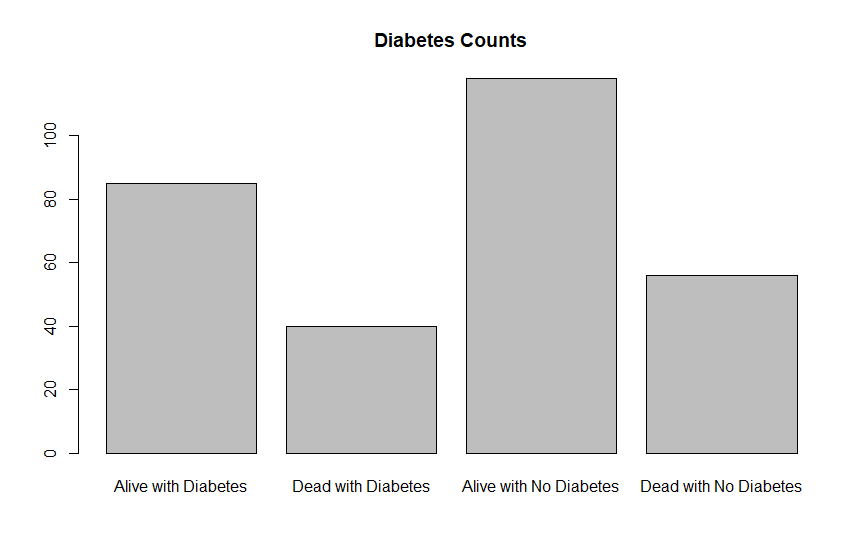 Diabetes Counts
100
80
60
40
20
0
Alive with Diabetes
Dead with Diabetes
Alive with No Diabetes
Dead with No Diabetes